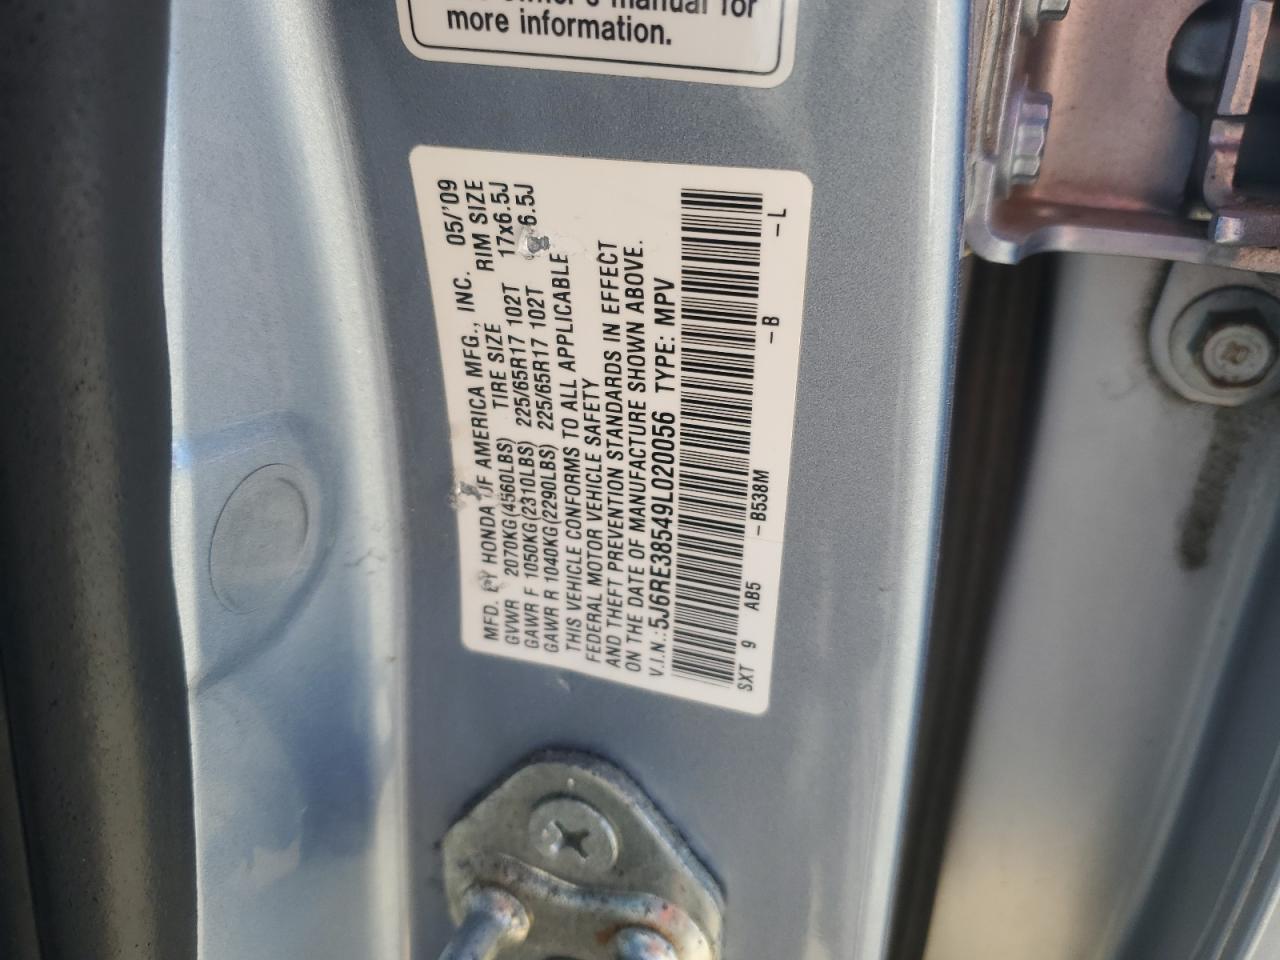 more information.
MFD. BY HONDA OF AMERICA MFG., INC. 05/'09
GVWR 2070KG(4560LBS) TIRE SIZE RIM SIZE
GAWR F 1050KG(2310LBS) 225/65R17 102T 17x6.5J
GAWR R 1040KG(2290LBS) 225/65R17 102T 6.5J
THIS VEHICLE CONFORMS TO ALL APPLICABLE
FEDERAL MOTOR VEHICLE SAFETY
AND THEFT PREVENTION STANDARDS IN EFFECT
ON THE DATE OF MANUFACTURE SHOWN ABOVE.
V.I.N.:5J6RE38549L020056 TYPE: MPV
SXT 9 AB5 –B538M –B –L